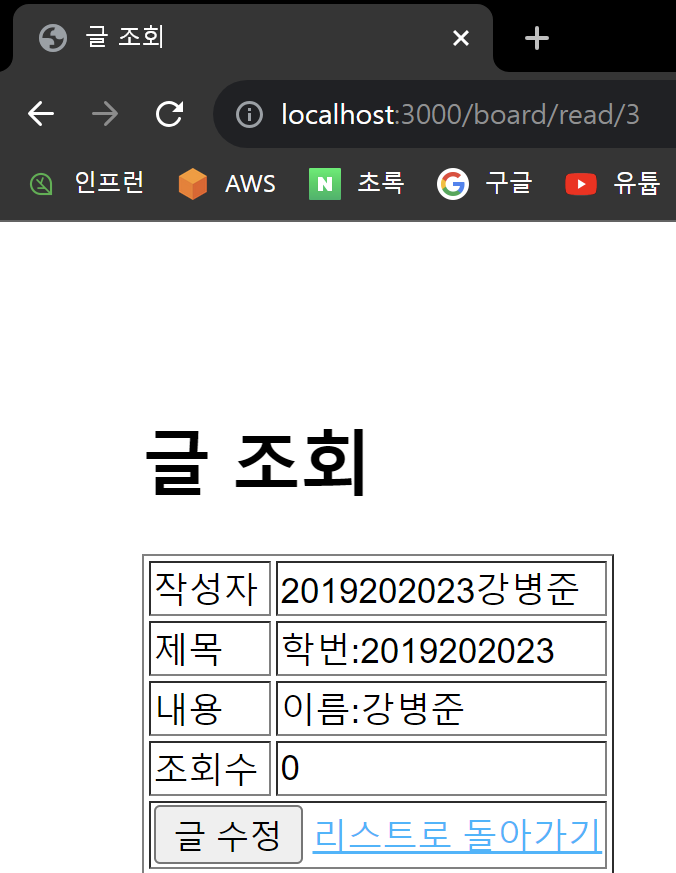 글 조회
localhost:3000/board/read/3
인프런 AWS N 초록 G 구글 유튭
글 조회
작성자 2019202023강병준
제목 학번:2019202023
내용 이름:강병준
조회수 0
글 수정 리스트로 돌아가기